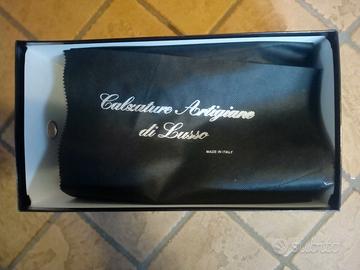 Calzature Artigiane
di Lusso
MADE IN ITALY
Subito